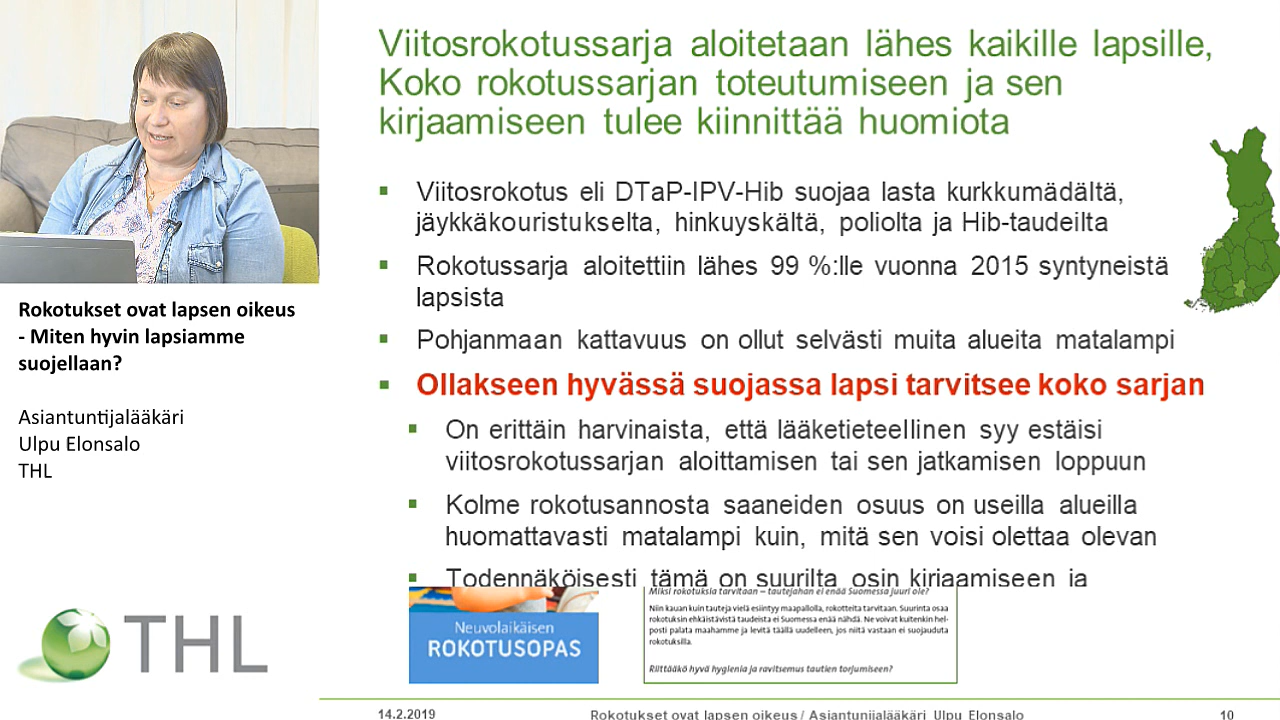 Viitosrokotussarja aloitetaan lähes kaikille lapsille,
Koko rokotussarjan toteutumiseen ja sen
kirjaamiseen tulee kiinnittää huomiota
Viitosrokotus eli DTaP-IPV-Hib suojaa lasta kurkkumädältä,
jäykkäkouristukselta, hinkuyskältä, poliolta ja Hib-taudeilta
Rokotussarja aloitettiin lähes 99 %:lle vuonna 2015 syntyneistä
lapsista
Pohjanmaan kattavuus on ollut selvästi muita alueita matalampi
Ollakseen hyvässä suojassa lapsi tarvitsee koko sarjan
On erittäin harvinaista, että lääketieteellinen syy estäisi
viitosrokotussarjan aloittamisen tai sen jatkamisen loppuun
Kolme rokotusannosta saaneiden osuus on useilla alueilla
huomattavasti matalampi kuin, mitä sen voisi olettaa olevan
Todennäköisesti tämä on suurilta osin kirjaamiseen ja
Rokotukset ovat lapsen oikeus
- Miten hyvin lapsiamme
suojellaan?
Asiantuntijalääkäri
Ulpu Elonsalo
THL
THL
Neuvolaikäisen
ROKOTUSOPAS
Miksi rokotuksia tarvitaan – tautejahan ei enää Suomessa juuri ole?
Niin kauan kuin tauteja vielä esiintyy maapallolla, rokotteita tarvitaan. Suurinta osaa
rokotuksin ehkäistävistä taudeista ei Suomessa enää nähdä. Ne voivat kuitenkin hel-
posti palata maahamme ja levitä täällä uudelleen, jos niitä vastaan ei suojauduta
rokotuksilla.
Riittääkö hyvä hygienia ja ravitsemus tautien torjumiseen?
14.2.2019
Rokotukset ovat lapsen oikeus / Asiantunijalääkäri Ulpu Elonsalo
10